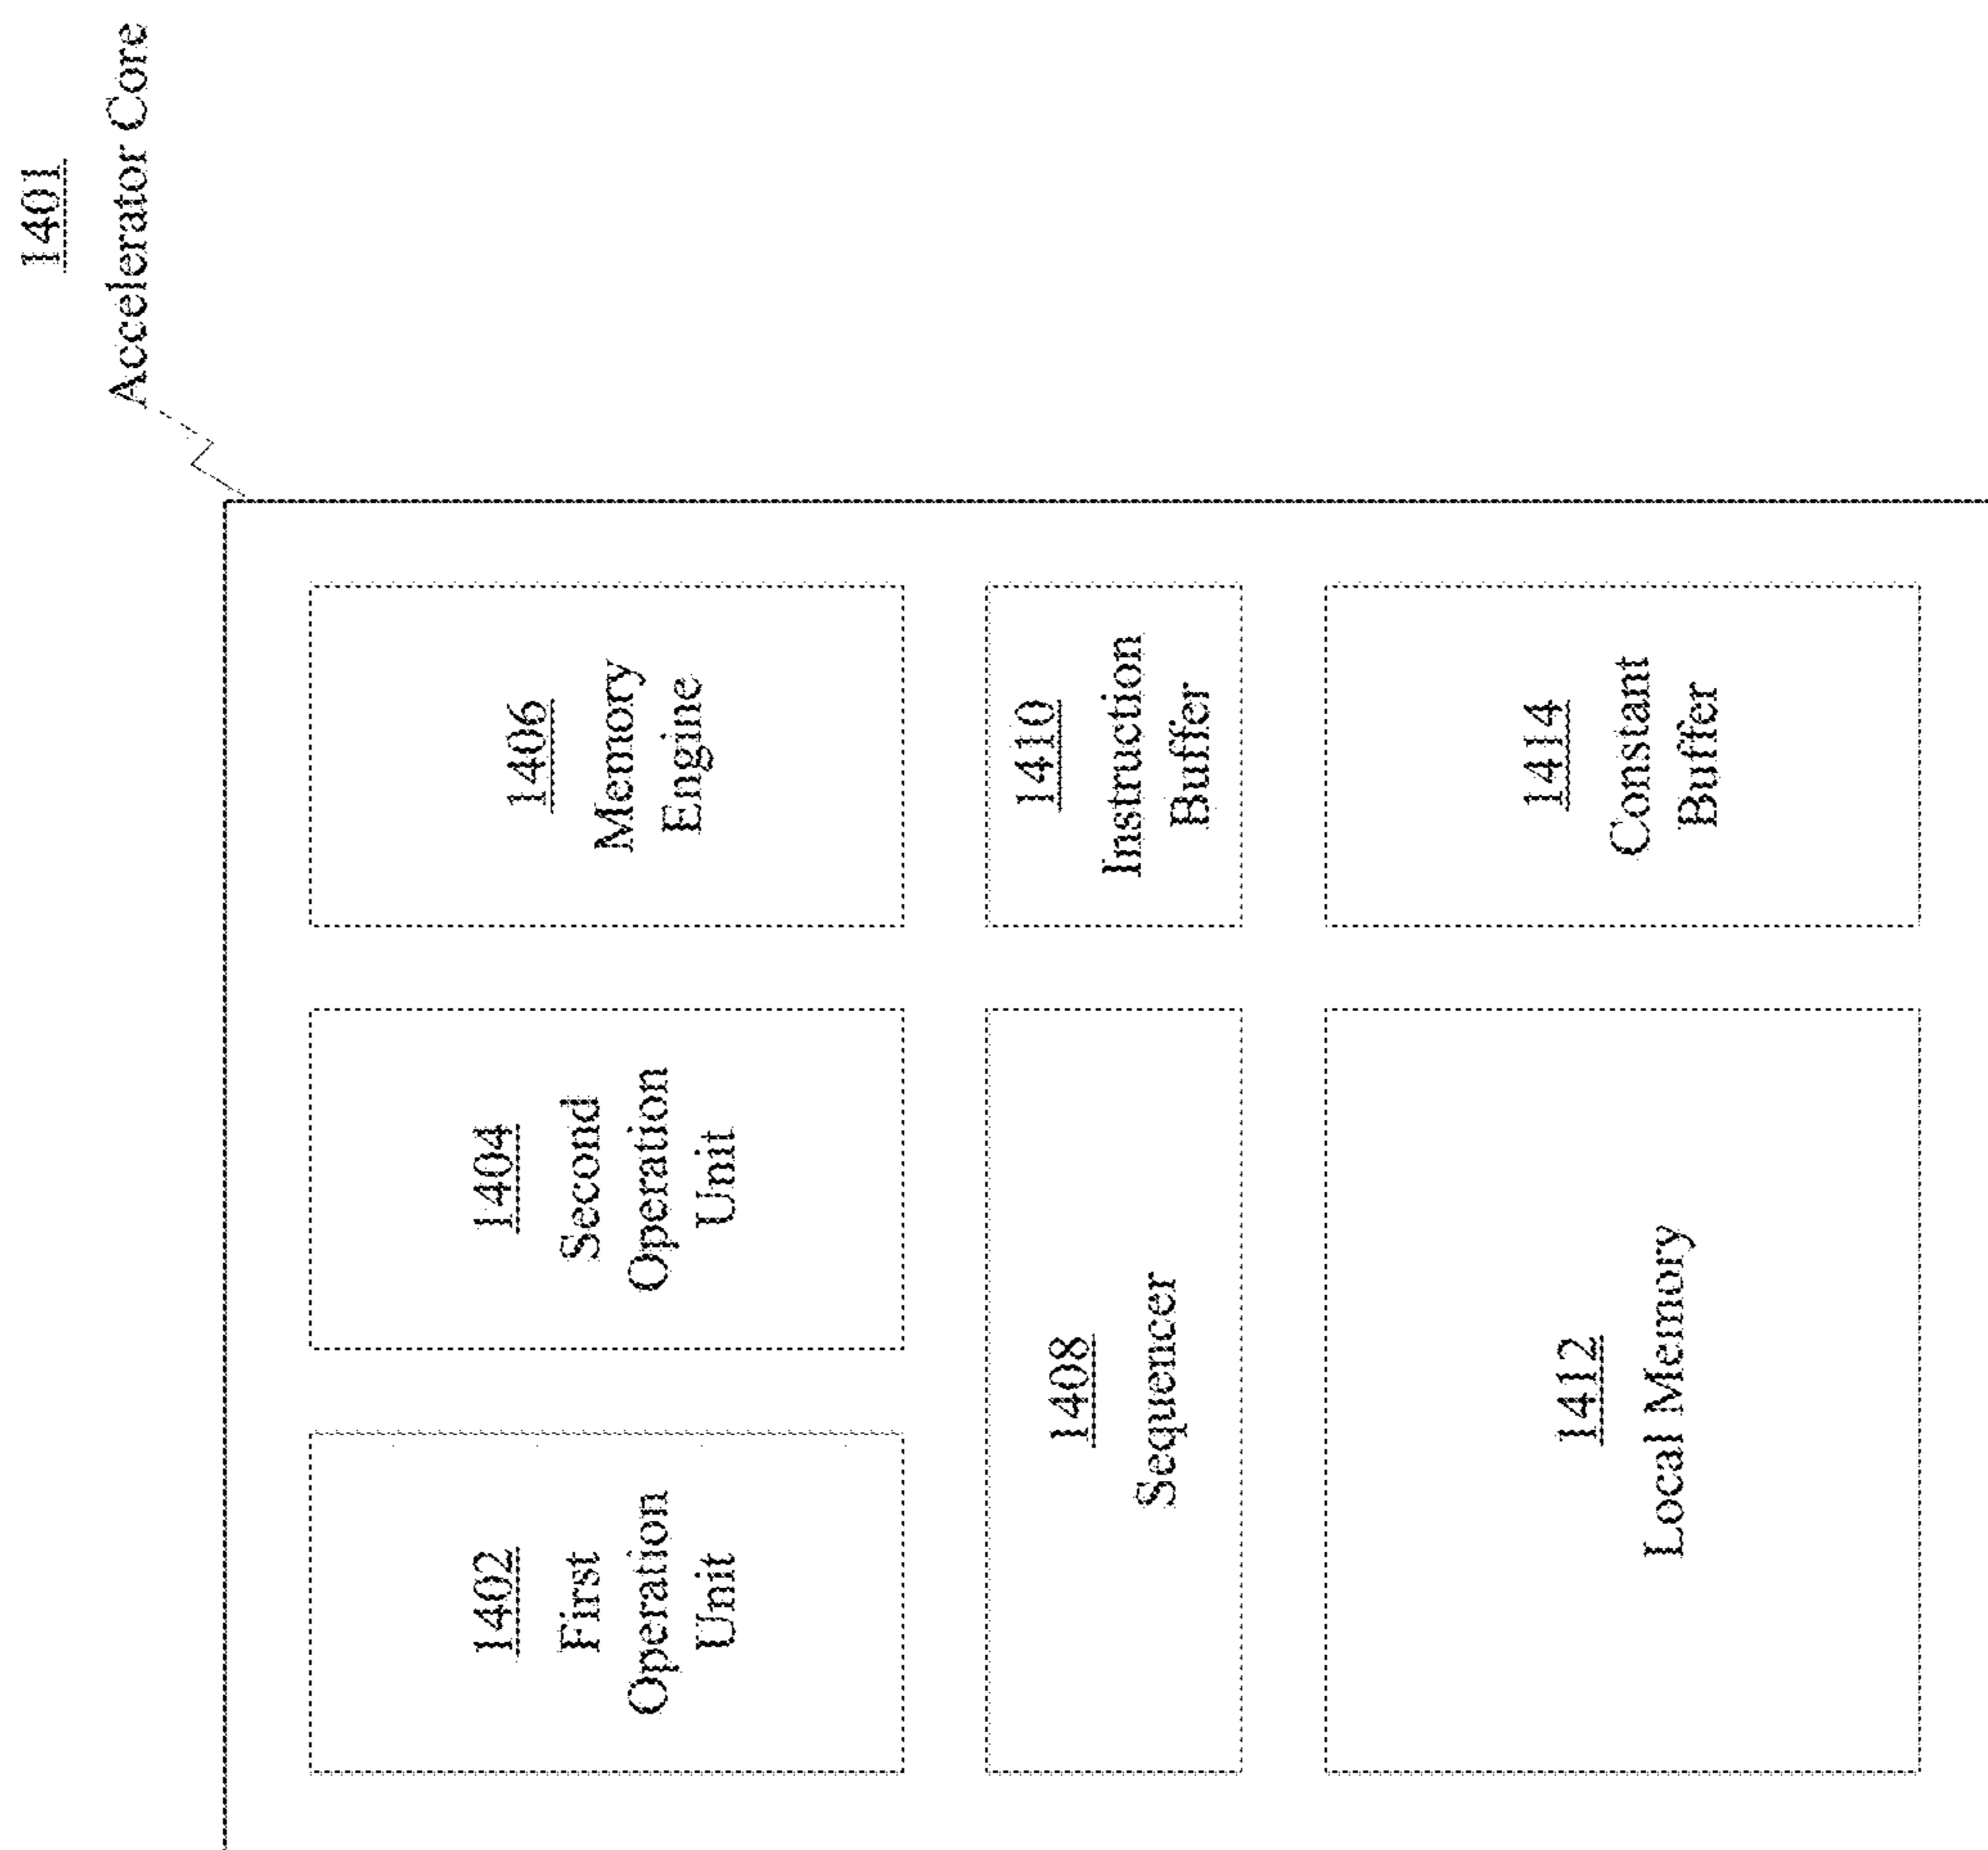 1401
Accelerator Core
1402
First
Operation
Unit
1404
Second
Operation
Unit
1406
Memory
Engine
1408
Sequencer
1410
Instruction
Buffer
1412
Local Memory
1414
Constant
Buffer